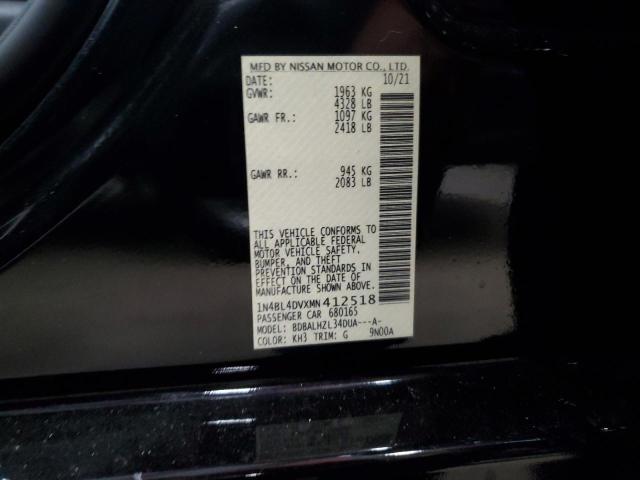 MFD BY NISSAN MOTOR CO., LTD.
DATE: 10/21
GVWR: 1963 KG
4328 LB
GAWR FR.: 1097 KG
2418 LB
GAWR RR.: 945 KG
2083 LB
THIS VEHICLE CONFORMS TO
ALL APPLICABLE FEDERAL
MOTOR VEHICLE SAFETY,
BUMPER, AND THEFT
PREVENTION STANDARDS IN
EFFECT ON THE DATE OF
MANUFACTURE SHOWN ABOVE.
1N4BL4DVXMN412518
PASSENGER CAR 680165
MODEL: BDBALHZL34DUA---A-
COLOR: KH3 TRIM: G 9N00A